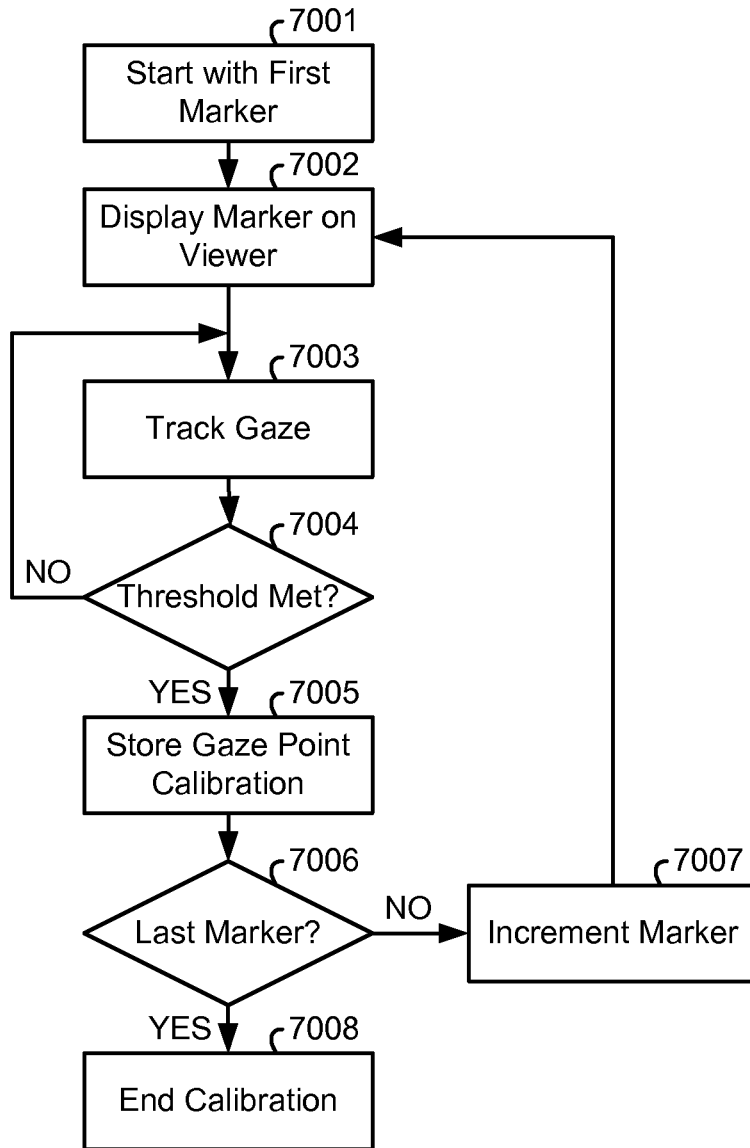 7001
Start with First
Marker
7002
Display Marker on
Viewer
7003
Track Gaze
7004
NO
Threshold Met?
YES
7005
Store Gaze Point
Calibration
7006
Last Marker?
NO
7007
Increment Marker
YES
7008
End Calibration